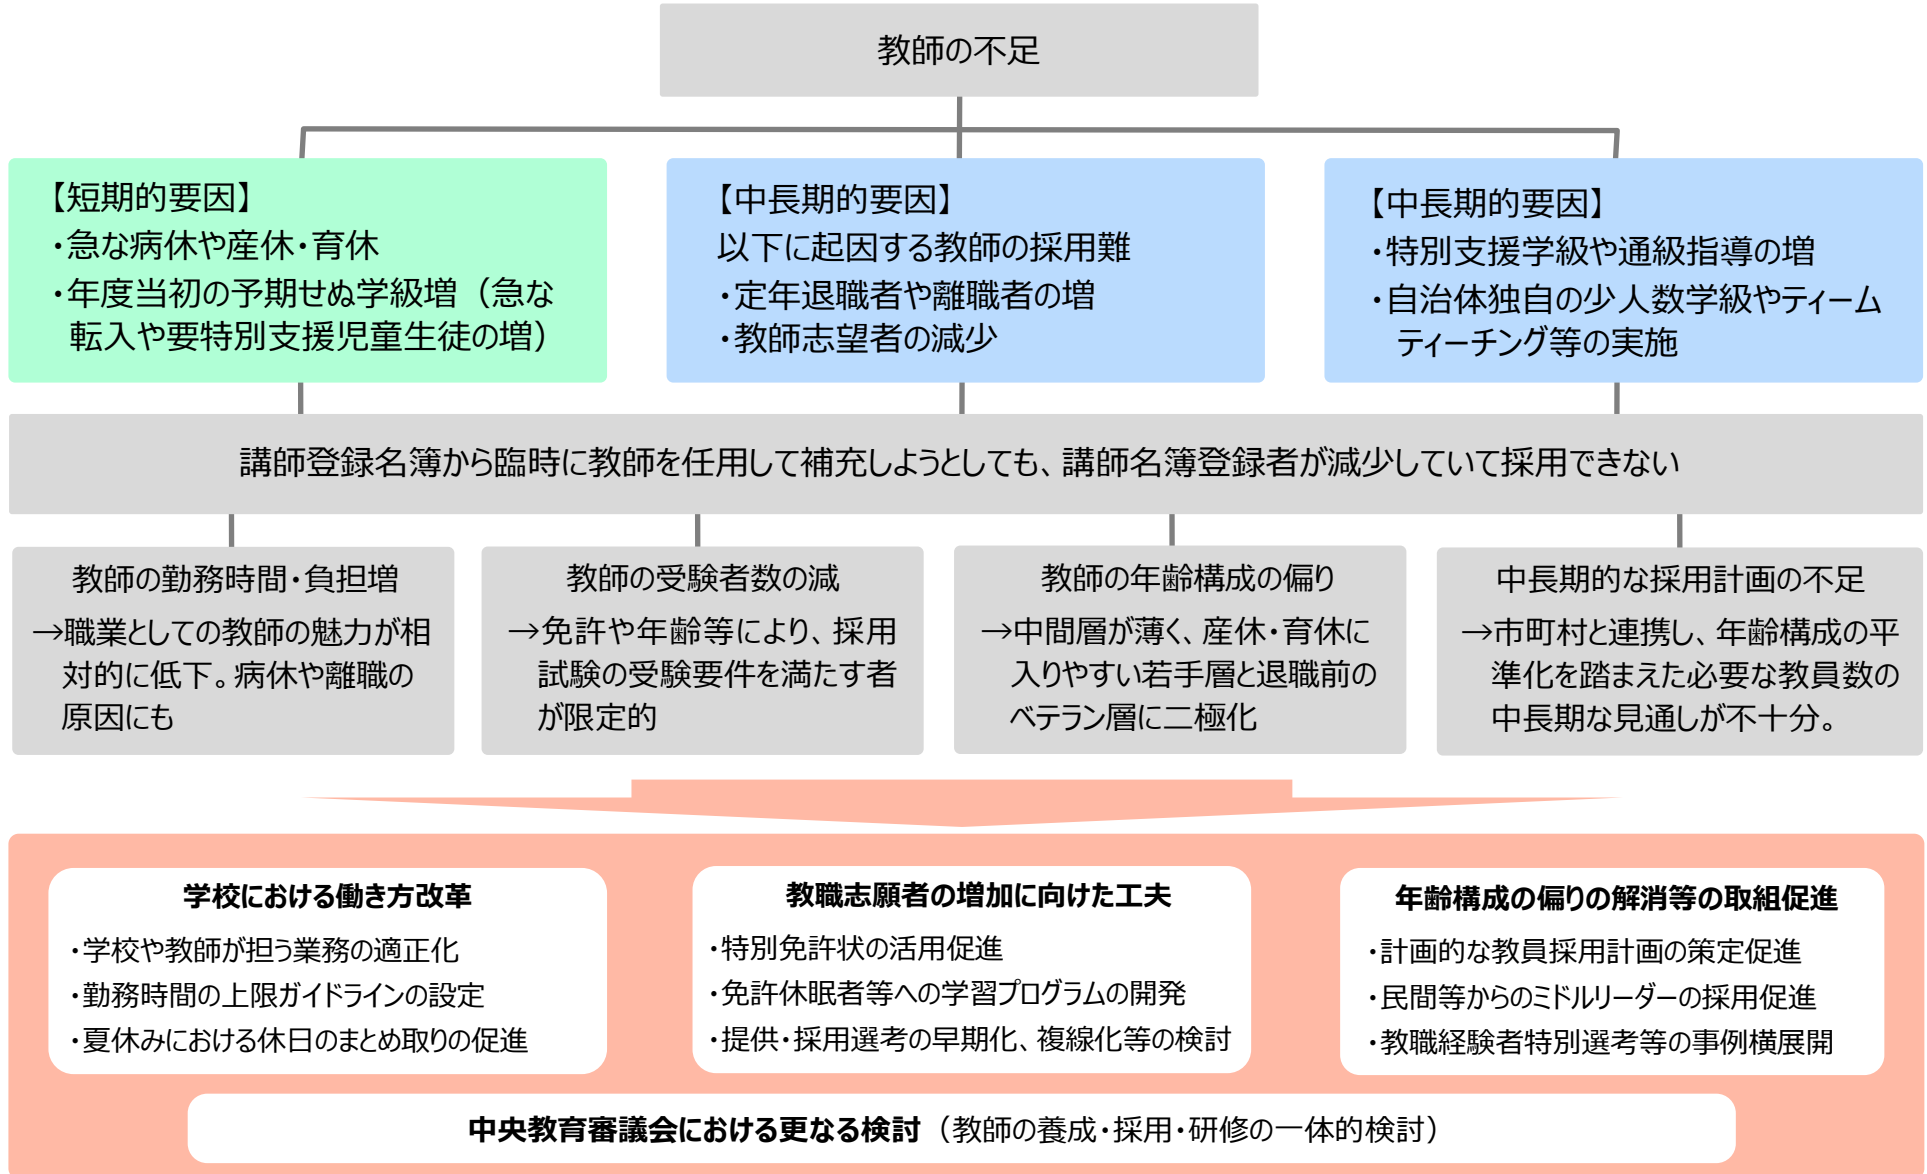 教師の不足
【短期的要因】
・急な病休や産休・育休
・年度当初の予期せぬ学級増（急な
転入や要特別支援児童生徒の増）
【中長期的要因】
以下に起因する教師の採用難
・定年退職者や離職者の増
・教師志望者の減少
【中長期的要因】
・特別支援学級や通級指導の増
・自治体独自の少人数学級やティーム
ティーチング等の実施
講師登録名簿から臨時に教師を任用して補充しようとしても、講師名簿登録者が減少していて採用できない
教師の勤務時間・負担増
→職業としての教師の魅力が相
対的に低下。病休や離職の
原因にも
教師の受験者数の減
→免許や年齢等により、採用
試験の受験要件を満たす者
が限定的
教師の年齢構成の偏り
→中間層が薄く、産休・育休に
入りやすい若手層と退職前の
ベテラン層に二極化
中長期的な採用計画の不足
→市町村と連携し、年齢構成の平
準化を踏まえた必要な教員数の
中長期な見通しが不十分。
学校における働き方改革
・学校や教師が担う業務の適正化
・勤務時間の上限ガイドラインの設定
・夏休みにおける休日のまとめ取りの促進
教職志願者の増加に向けた工夫
・特別免許状の活用促進
・免許休眠者等への学習プログラムの開発
・提供・採用選考の早期化、複線化等の検討
年齢構成の偏りの解消等の取組促進
・計画的な教員採用計画の策定促進
・民間等からのミドルリーダーの採用促進
・教職経験者特別選考等の事例横展開
中央教育審議会における更なる検討（教師の養成・採用・研修の一体的検討）